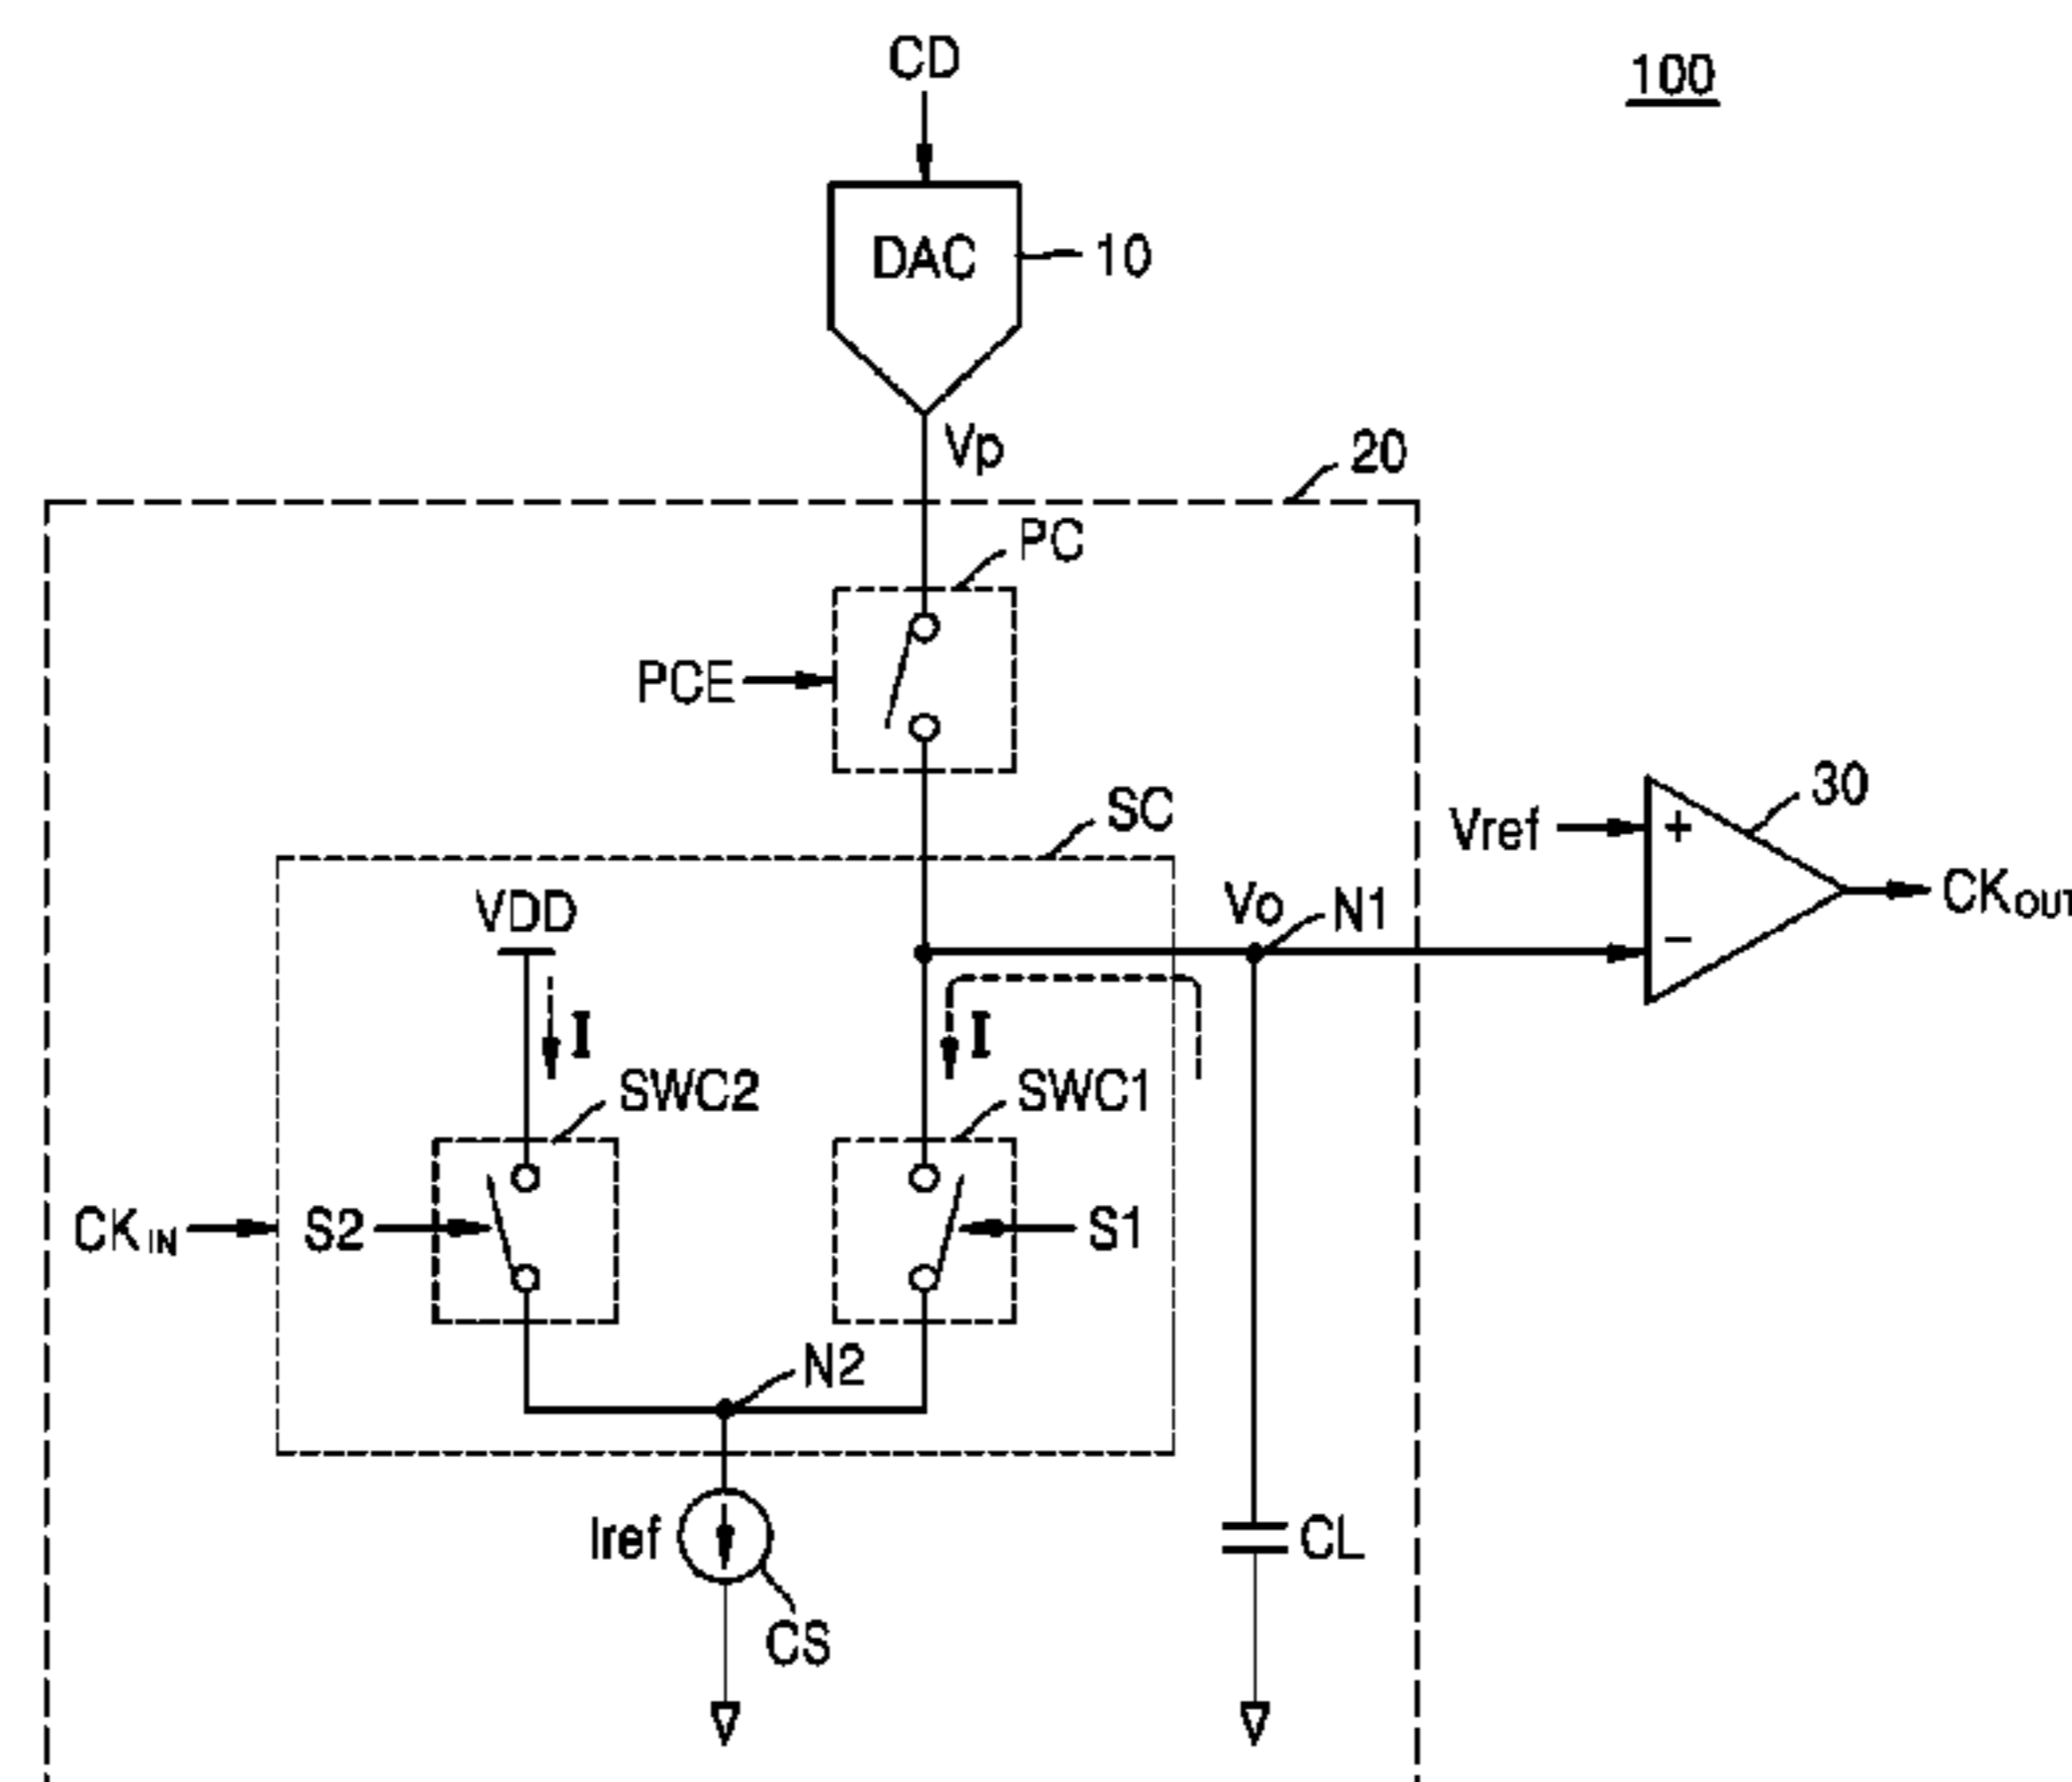 CD
100
DAC
10
Vp
20
PC
PCE
SC
Vref
+
30
VDD
Vo
N1
−
CKOUT
I
I
SWC2
SWC1
CKIN
S2
S1
N2
Iref
CL
CS